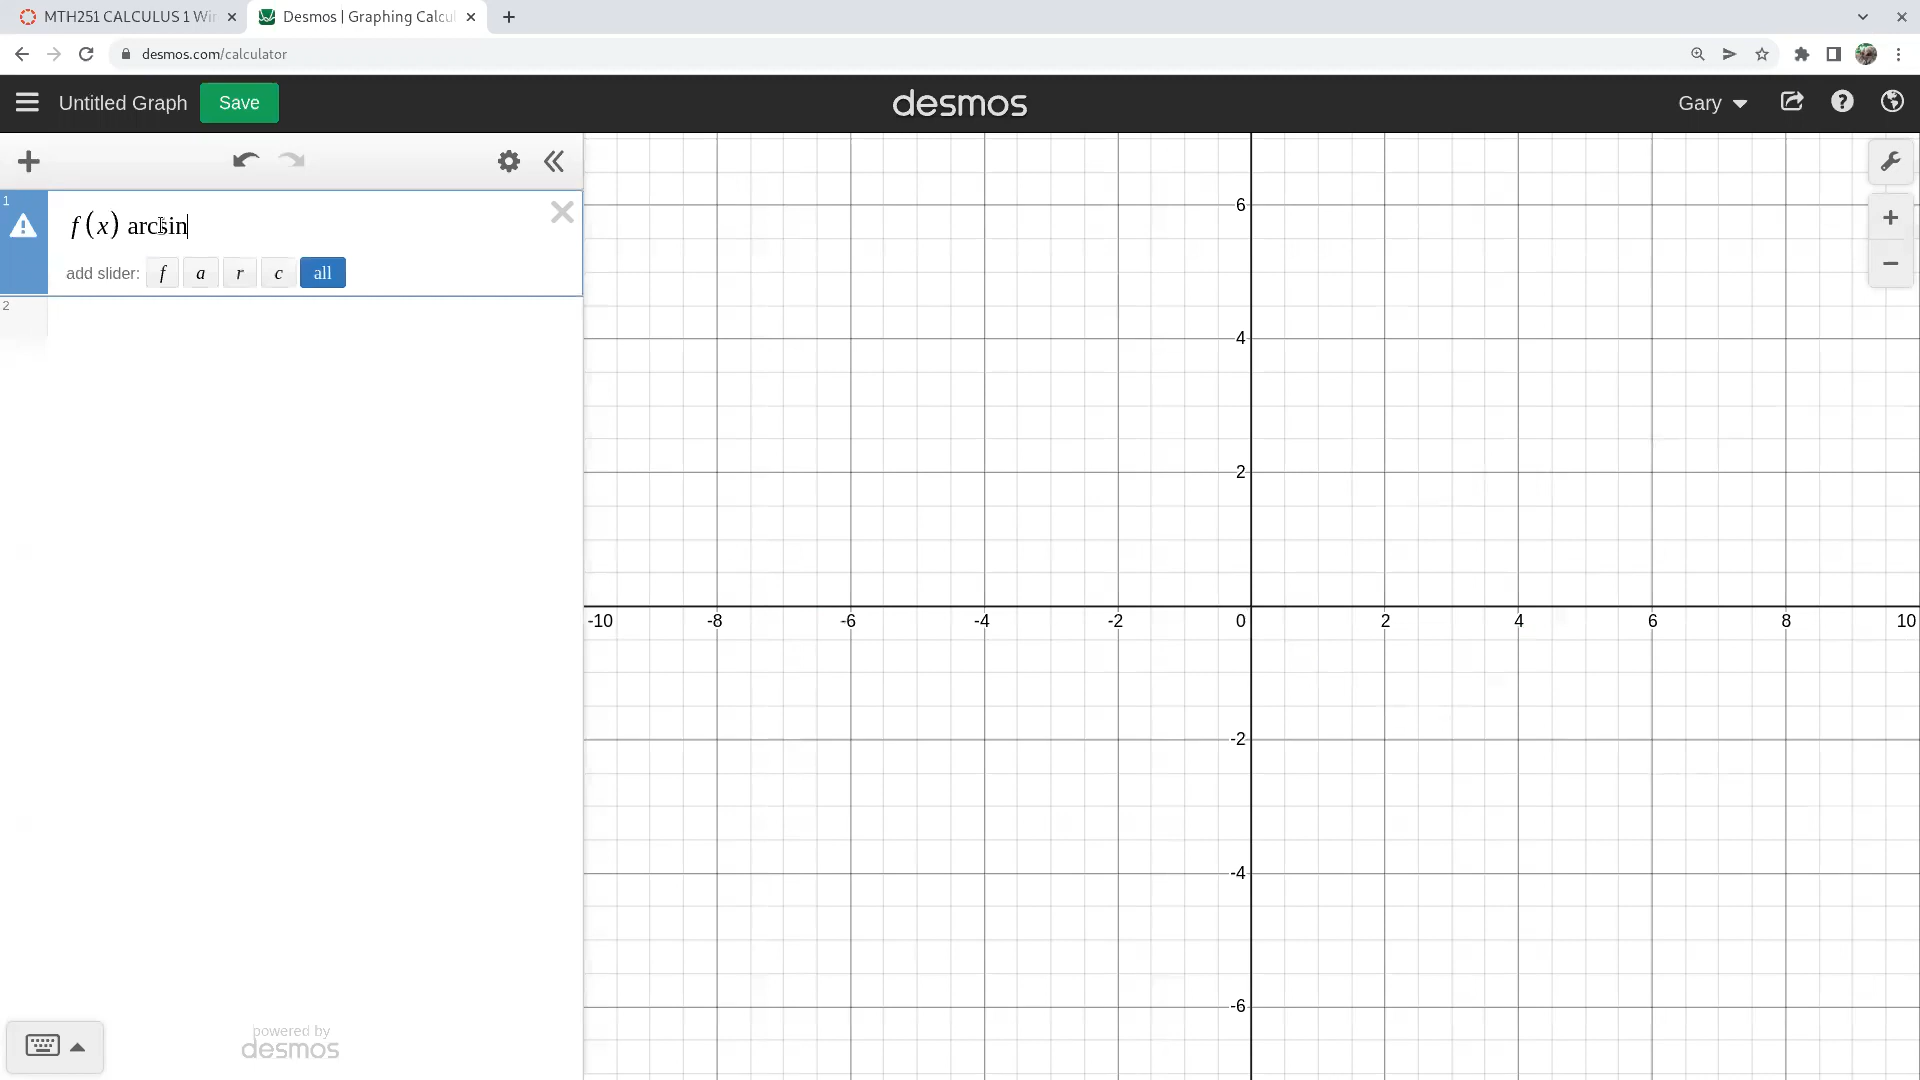 MTH251 CALCULUS 1 Wir
Desmos | Graphing Calcul
desmos.com/calculator
Untitled Graph
Save
desmos
Gary
1
f(x) arcsin
add slider: f a r c all
2
6
4
2
-10 -8 -6 -4 -2 0 2 4 6 8 10
-2
-4
-6
powered by
desmos